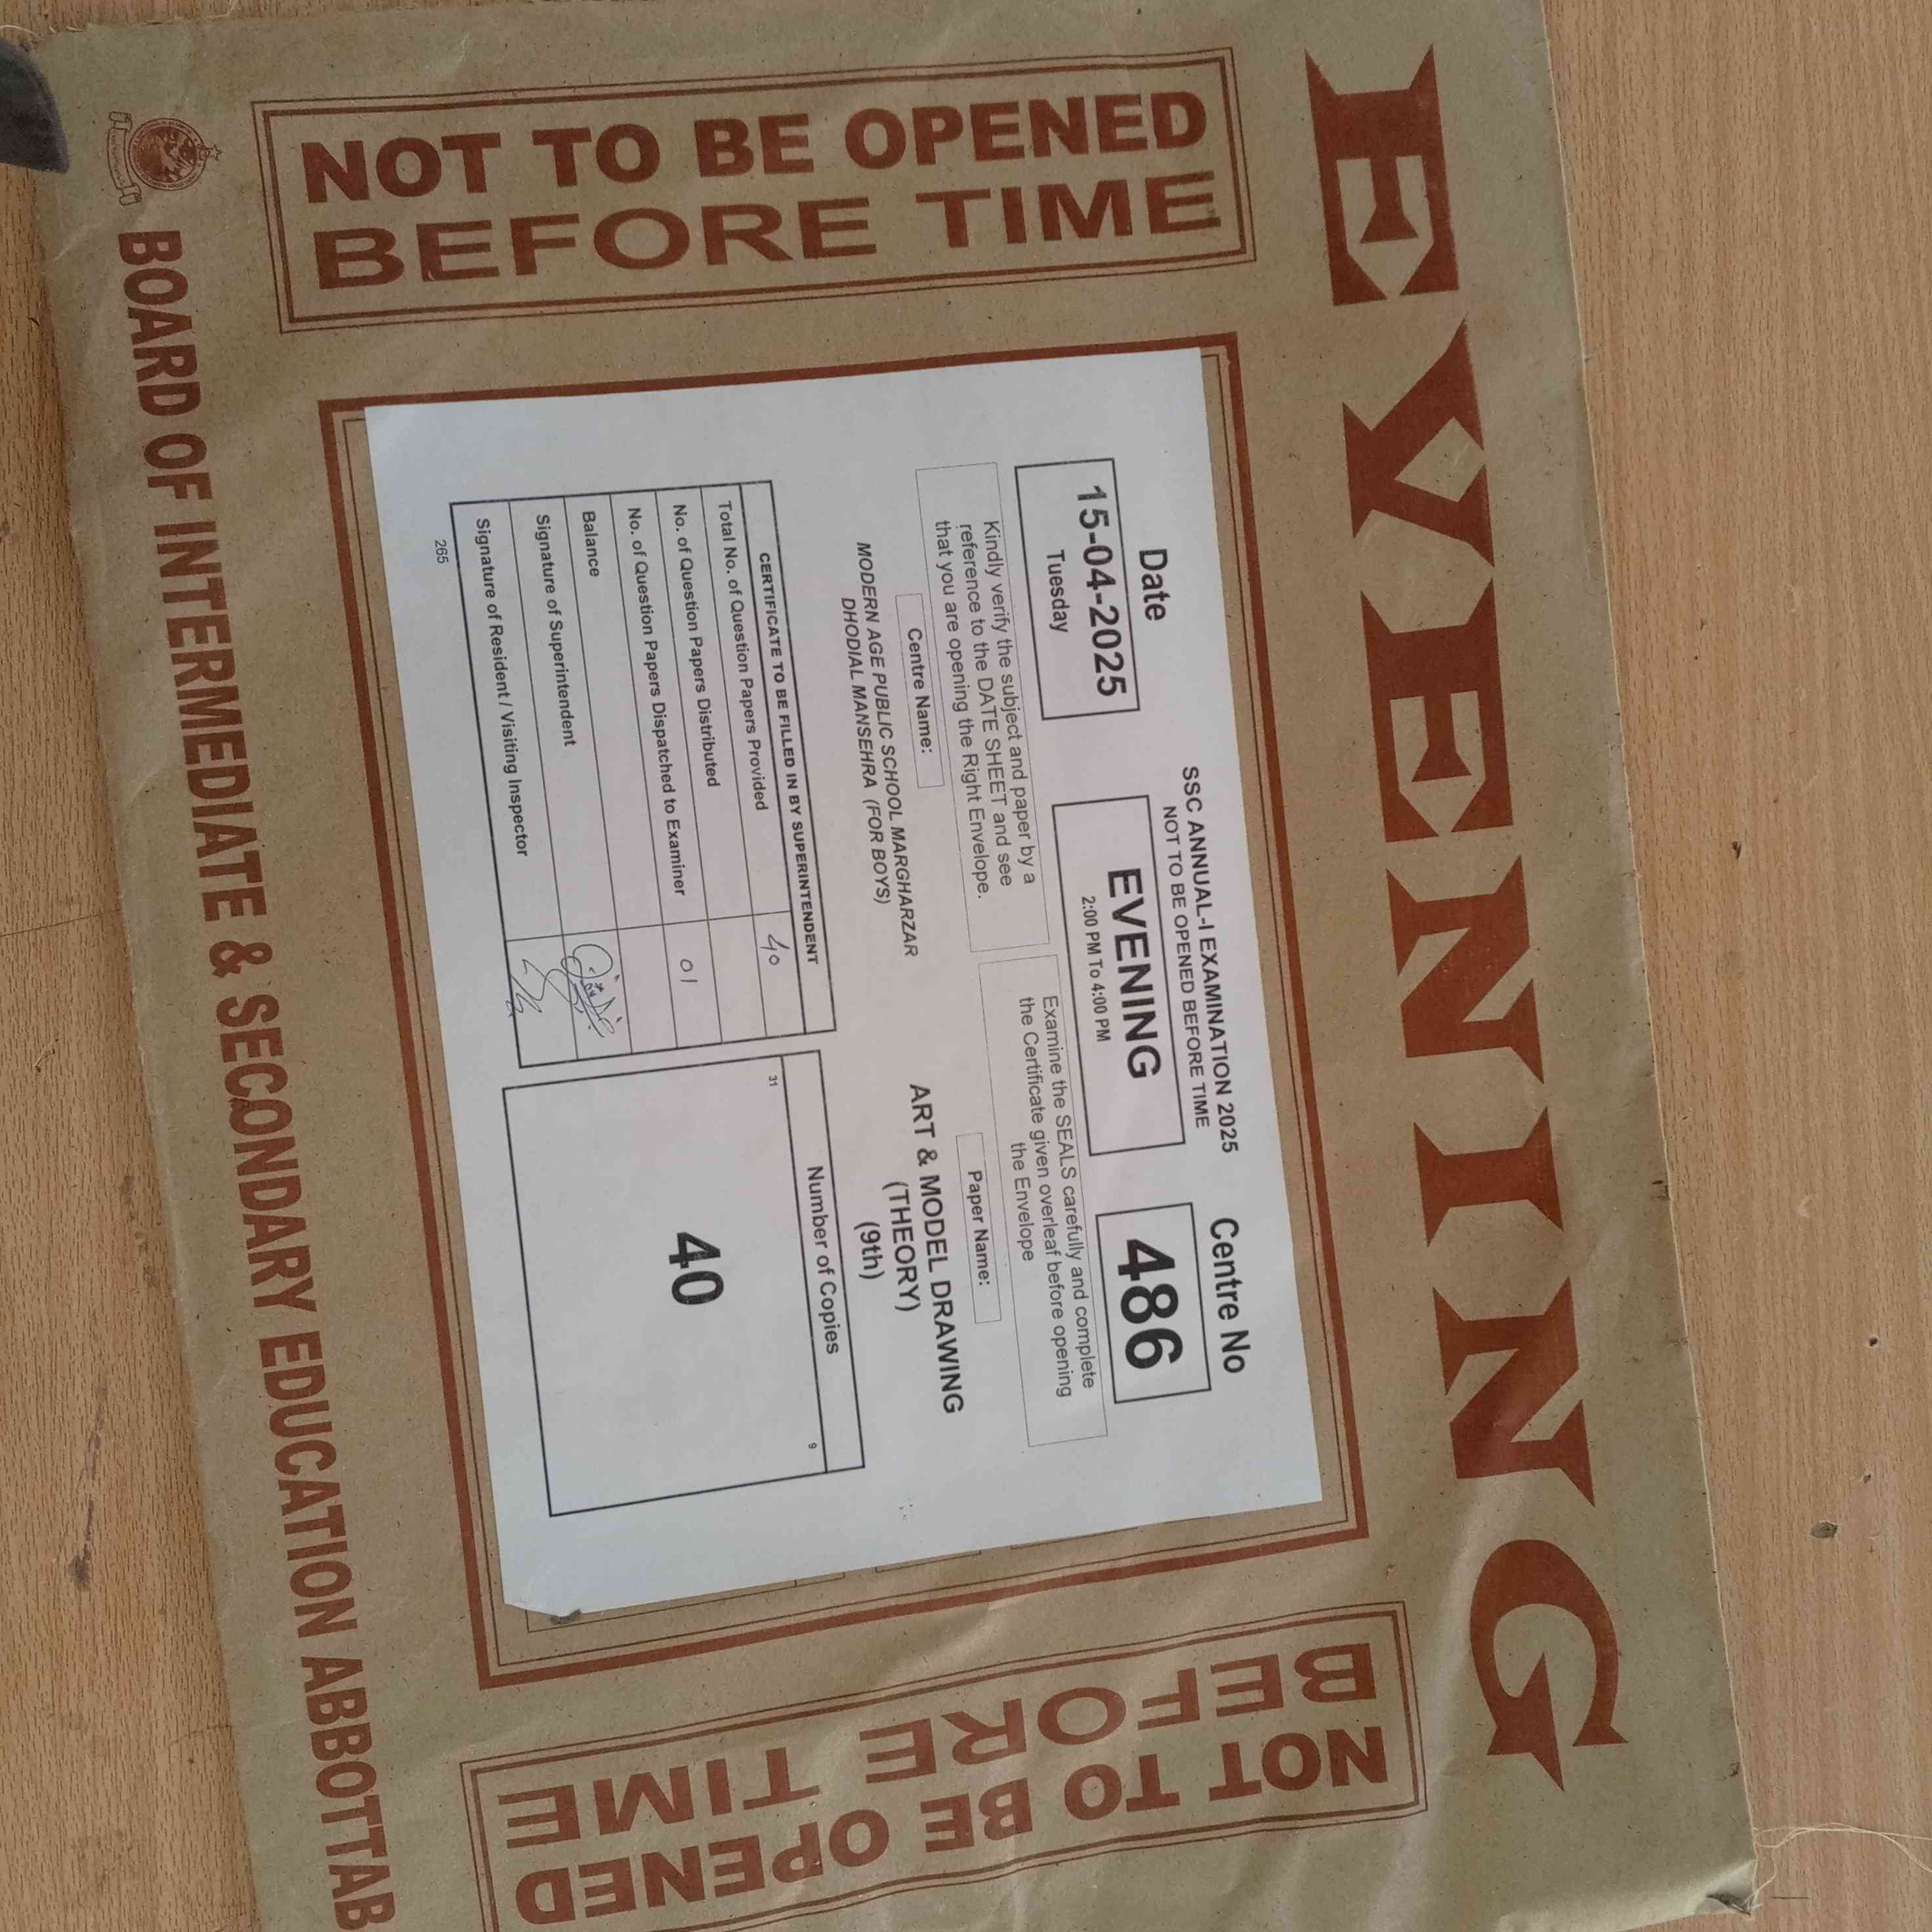 EVENING
NOT TO BE OPENED
BEFORE TIME
SSC ANNUAL-I EXAMINATION 2025
NOT TO BE OPENED BEFORE TIME
Date
15-04-2025
Tuesday
EVENING
2:00 PM To 4:00 PM
Centre No
486
Kindly verify the subject and paper by a
reference to the DATE SHEET and see
that you are opening the Right Envelope.
Examine the SEALS carefully and complete
the Certificate given overleaf before opening
the Envelope
Centre Name:
MODERN AGE PUBLIC SCHOOL MARGHARZAR
DHODIAL MANSEHRA (FOR BOYS)
Paper Name:
ART & MODEL DRAWING
(THEORY)
(9th)
CERTIFICATE TO BE FILLED IN BY SUPERINTENDENT
Total No. of Question Papers Provided 40
No. of Question Papers Distributed
No. of Question Papers Dispatched to Examiner 01
Balance
Signature of Superintendent
Signature of Resident / Visiting Inspector
265
Number of Copies
9
31
40
NOT TO BE OPENED
BEFORE TIME
BOARD OF INTERMEDIATE & SECONDARY EDUCATION ABBOTTAB